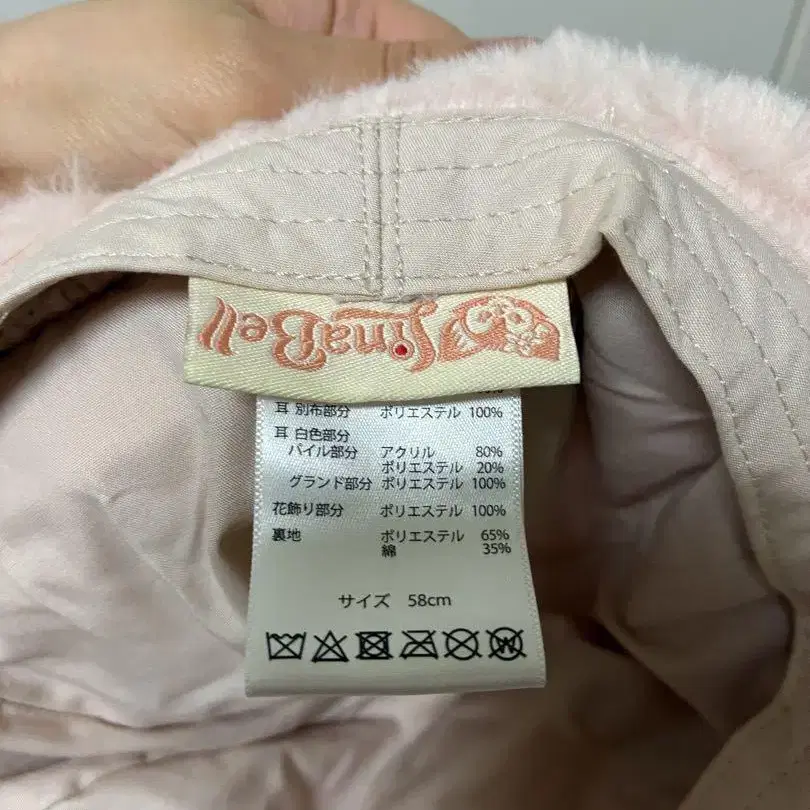 LinaBell
耳 別布部分 ポリエステル 100%
耳 白色部分
パイル部分 アクリル 80%
ポリエステル 20%
グランド部分 ポリエステル 100%
花飾り部分 ポリエステル 100%
裏地 ポリエステル 65%
綿 35%
サイズ 58cm
W